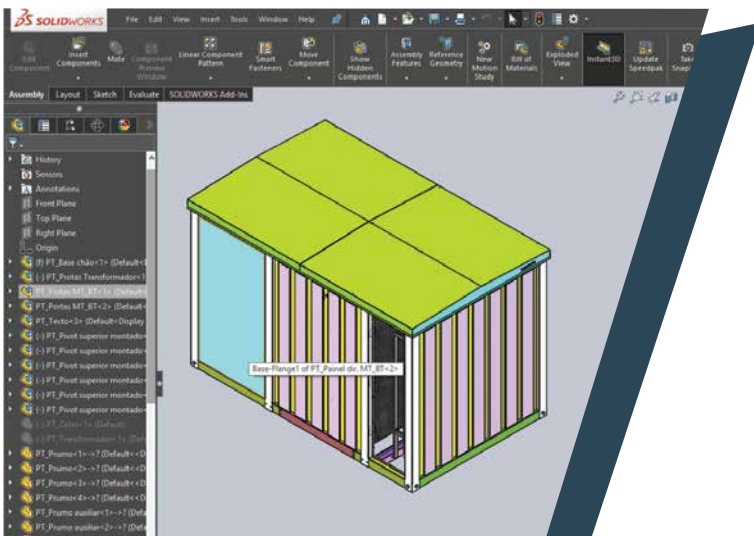 SOLIDWORKS File Edit View Insert Tools Window Help
Edit Component
Insert Components
Mate
Component Preview Window
Linear Component Pattern
Smart Fasteners
Move Component
Show Hidden Components
Assembly Features
Reference Geometry
New Motion Study
Bill of Materials
Exploded View
Instant3D
Update Speedpak
Take
Assembly Layout Sketch Evaluate SOLIDWORKS Add-Ins
History
Sensors
Annotations
Front Plane
Top Plane
Right Plane
Origin
(f) PT_Base chão<1> (Default<
(-) PT_Portas Transformador<1
PT_Portas MT_BT<1> (Default<
PT_Portas MT_BT<2> (Default<
PT_Tecto<3> (Default<Display
(-) PT_Pivot superior montado<
(-) PT_Pivot superior montado<
(-) PT_Pivot superior montado<
(-) PT_Pivot superior montado<
(-) PT_Pivot superior montado<
(-) PT_Transformador<1> (Def
PT_Prumo<1>->? (Default<<D
PT_Prumo<2>->? (Default<<D
PT_Prumo<3>->? (Default<<D
PT_Prumo<4>->? (Default<<D
PT_Prumo auxiliar<1>->? (Defa
PT_Prumo auxiliar<2>->? (Defa
Base-Flange1 of PT_Painel dir. MT_BT<2>